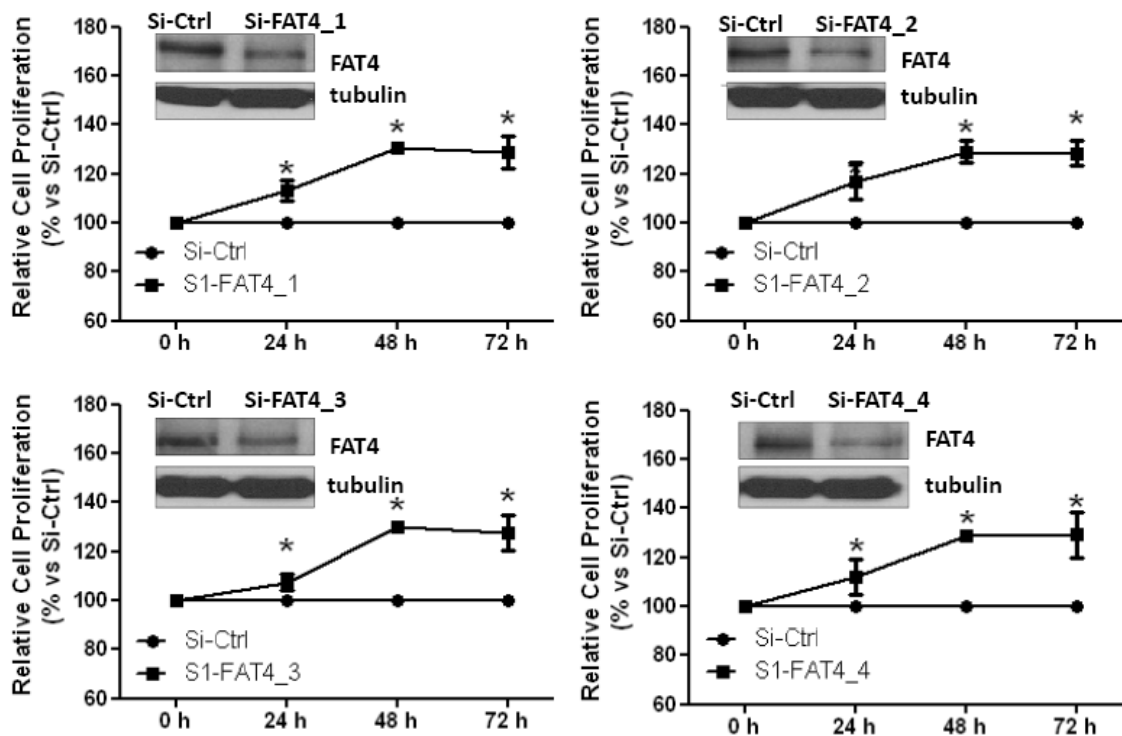 Relative Cell Proliferation
(% vs Si-Ctrl)
180
160
140
120
100
80
60
Si-Ctrl Si-FAT4_1
FAT4
tubulin
*
*
*
Si-Ctrl
S1-FAT4_1
0 h 24 h 48 h 72 h
Relative Cell Proliferation
(% vs Si-Ctrl)
180
160
140
120
100
80
60
Si-Ctrl Si-FAT4_2
FAT4
tubulin
*
*
*
Si-Ctrl
S1-FAT4_2
0 h 24 h 48 h 72 h
Relative Cell Proliferation
(% vs Si-Ctrl)
180
160
140
120
100
80
60
Si-Ctrl Si-FAT4_3
FAT4
tubulin
*
*
*
Si-Ctrl
S1-FAT4_3
0 h 24 h 48 h 72 h
Relative Cell Proliferation
(% vs Si-Ctrl)
180
160
140
120
100
80
60
Si-Ctrl Si-FAT4_4
FAT4
tubulin
*
*
*
Si-Ctrl
S1-FAT4_4
0 h 24 h 48 h 72 h